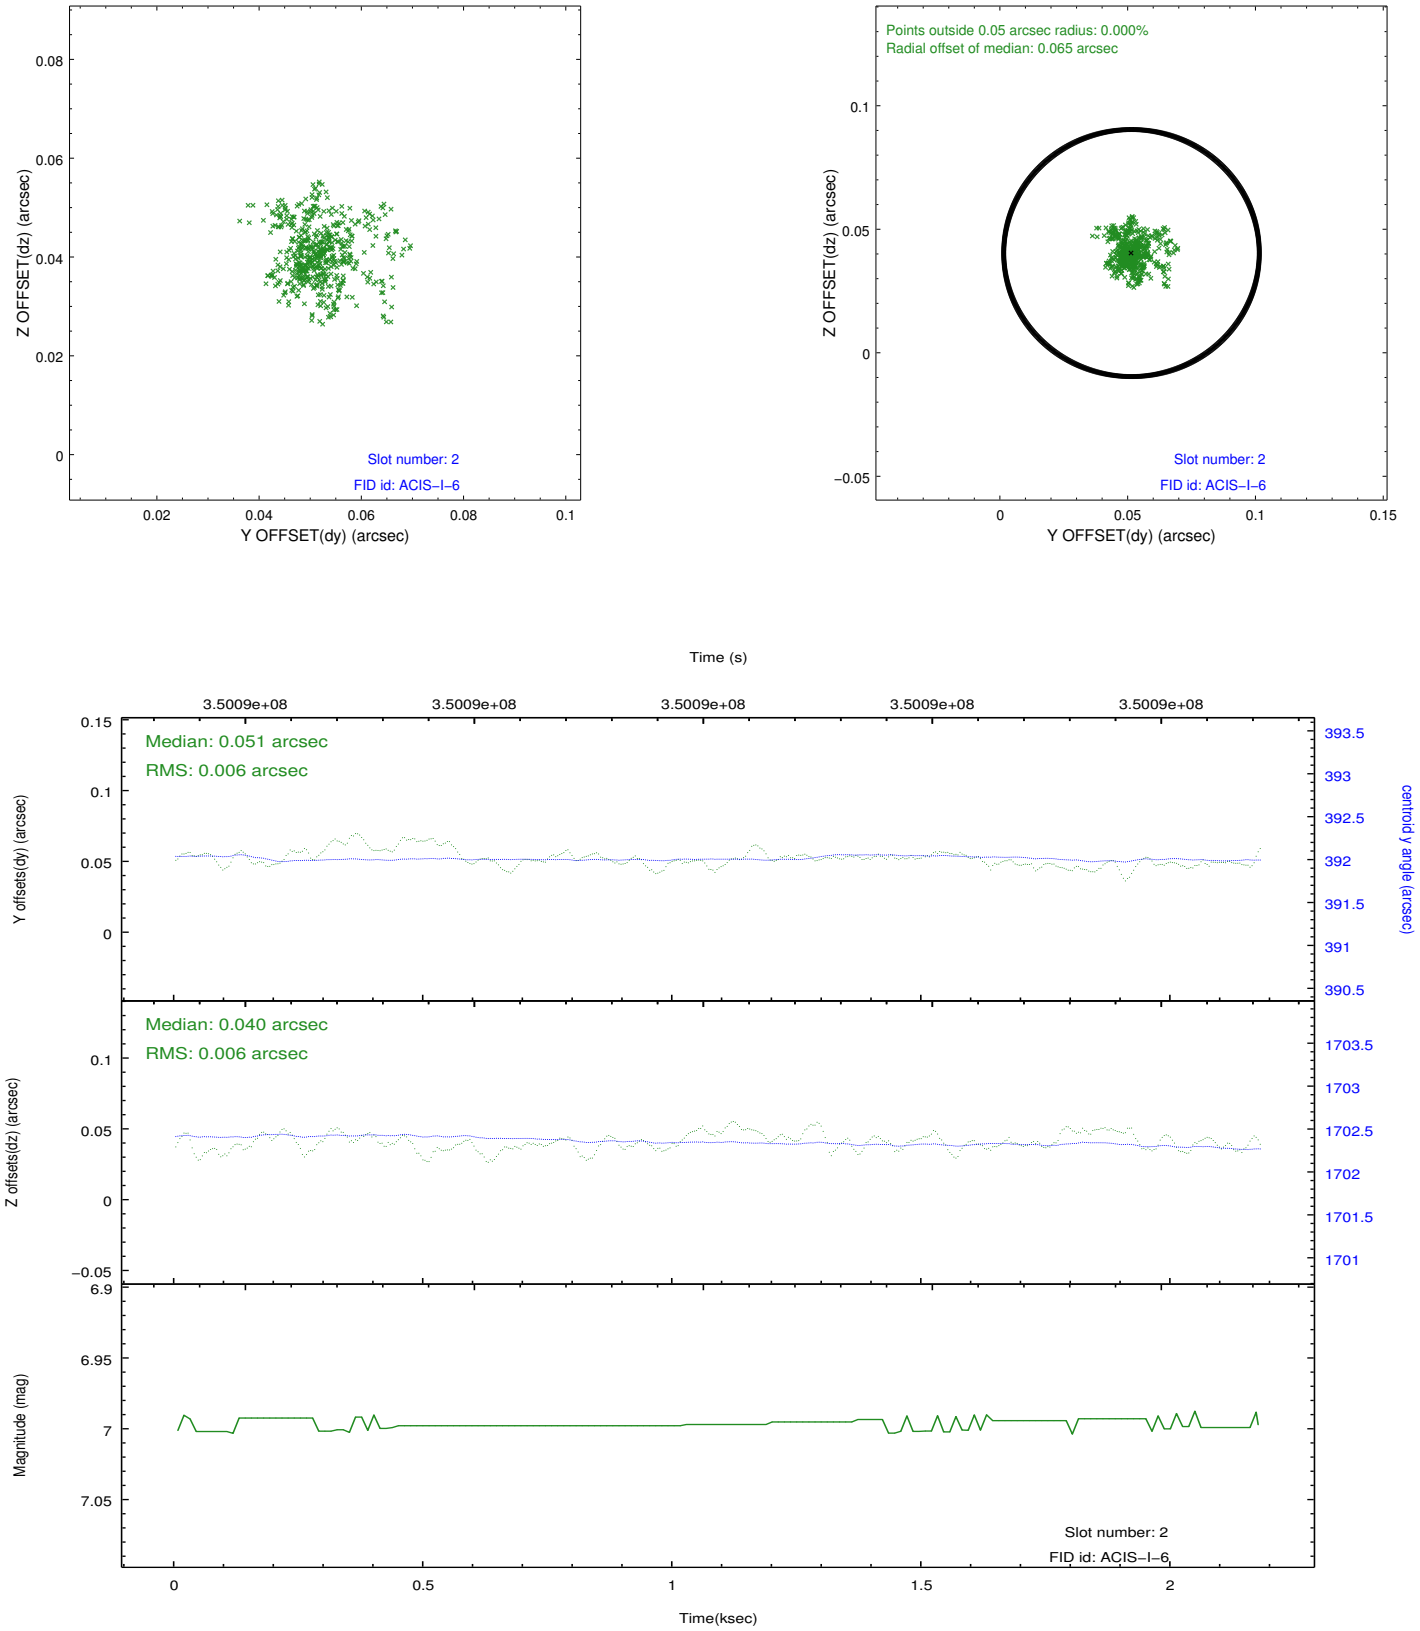 0.08
0.06
0.04
0.02
0
Z OFFSET(dz) (arcsec)
Slot number: 2
FID id: ACIS−I−6
0.02 0.04 0.06 0.08 0.1
Y OFFSET(dy) (arcsec)
Points outside 0.05 arcsec radius: 0.000%
Radial offset of median: 0.065 arcsec
0.1
0.05
0
−0.05
Z OFFSET(dz) (arcsec)
Slot number: 2
FID id: ACIS−I−6
0 0.05 0.1 0.15
Y OFFSET(dy) (arcsec)
Time (s)
3.5009e+08 3.5009e+08 3.5009e+08 3.5009e+08 3.5009e+08
Median: 0.051 arcsec
RMS: 0.006 arcsec
0.15
0.1
0.05
0
Y offsets(dy) (arcsec)
393.5
393
392.5
392
391.5
391
390.5
centroid y angle (arcsec)
Median: 0.040 arcsec
RMS: 0.006 arcsec
0.1
0.05
0
−0.05
Z offsets(dz) (arcsec)
1703.5
1703
1702.5
1702
1701.5
1701
6.9
6.95
7
7.05
Magnitude (mag)
Slot number: 2
FID id: ACIS−I−6
0 0.5 1 1.5 2
Time(ksec)